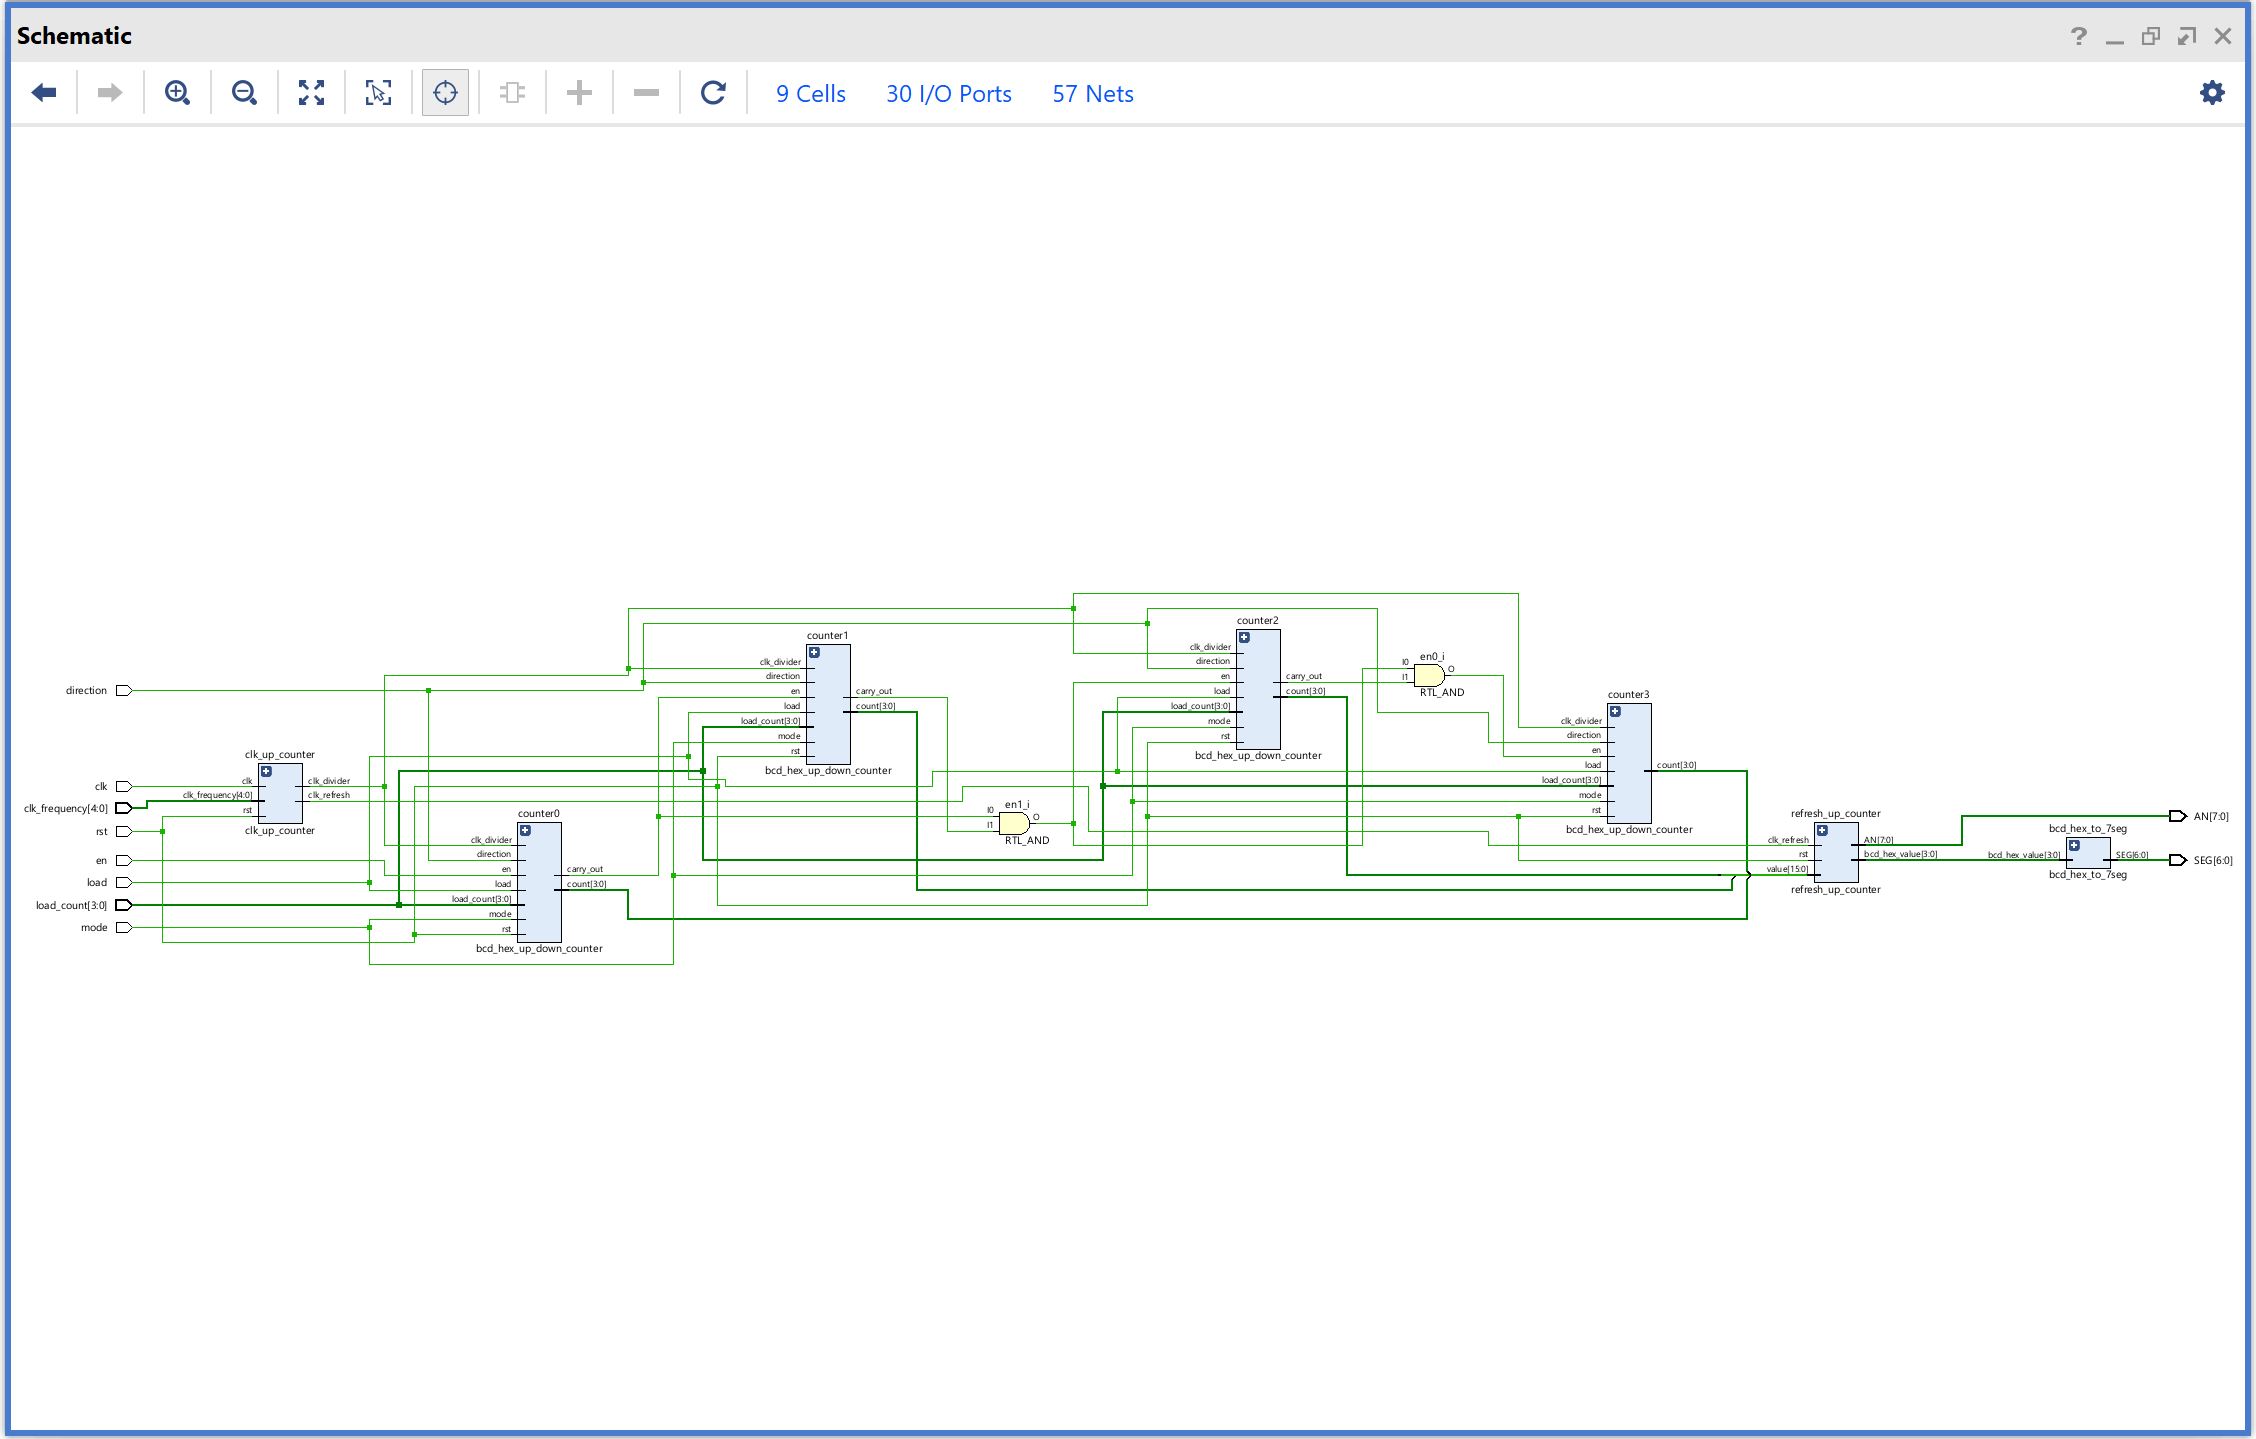 Schematic
9 Cells 30 I/O Ports 57 Nets
direction
clk
clk_frequency[4:0]
rst
en
load
load_count[3:0]
mode
clk_up_counter
clk
clk_frequency[4:0]
rst
clk_divider
clk_refresh
clk_up_counter
counter0
clk_divider
direction
en
load
load_count[3:0]
mode
rst
carry_out
count[3:0]
bcd_hex_up_down_counter
counter1
clk_divider
direction
en
load
load_count[3:0]
mode
rst
carry_out
count[3:0]
bcd_hex_up_down_counter
en1_i
I0
I1
O
RTL_AND
counter2
clk_divider
direction
en
load
load_count[3:0]
mode
rst
carry_out
count[3:0]
bcd_hex_up_down_counter
en0_i
I0
I1
O
RTL_AND
counter3
clk_divider
direction
en
load
load_count[3:0]
mode
rst
count[3:0]
bcd_hex_up_down_counter
refresh_up_counter
clk_refresh
rst
value[15:0]
AN[7:0]
bcd_hex_value[3:0]
refresh_up_counter
bcd_hex_to_7seg
bcd_hex_value[3:0]
SEG[6:0]
bcd_hex_to_7seg
AN[7:0]
SEG[6:0]